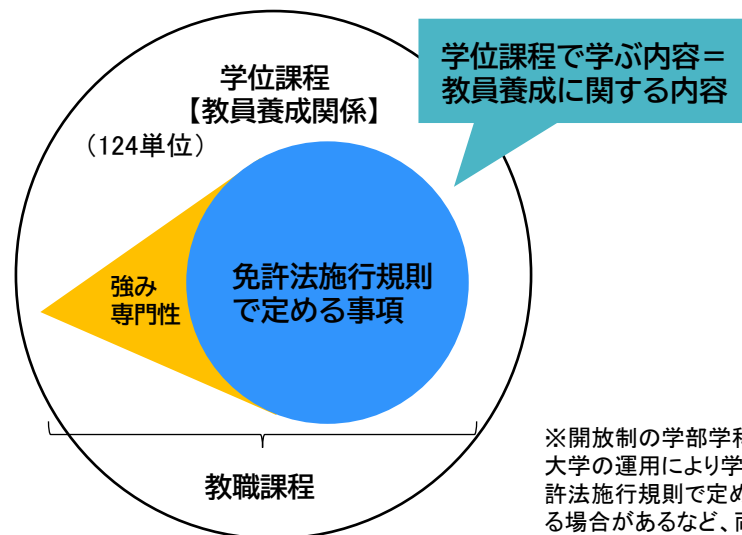 学位課程で学ぶ内容＝
教員養成に関する内容
学位課程
【教員養成関係】
（124単位）
強み
専門性
免許法施行規則
で定める事項
教職課程
※開放制の学部学科
大学の運用により学
許法施行規則で定め
る場合があるなど、両